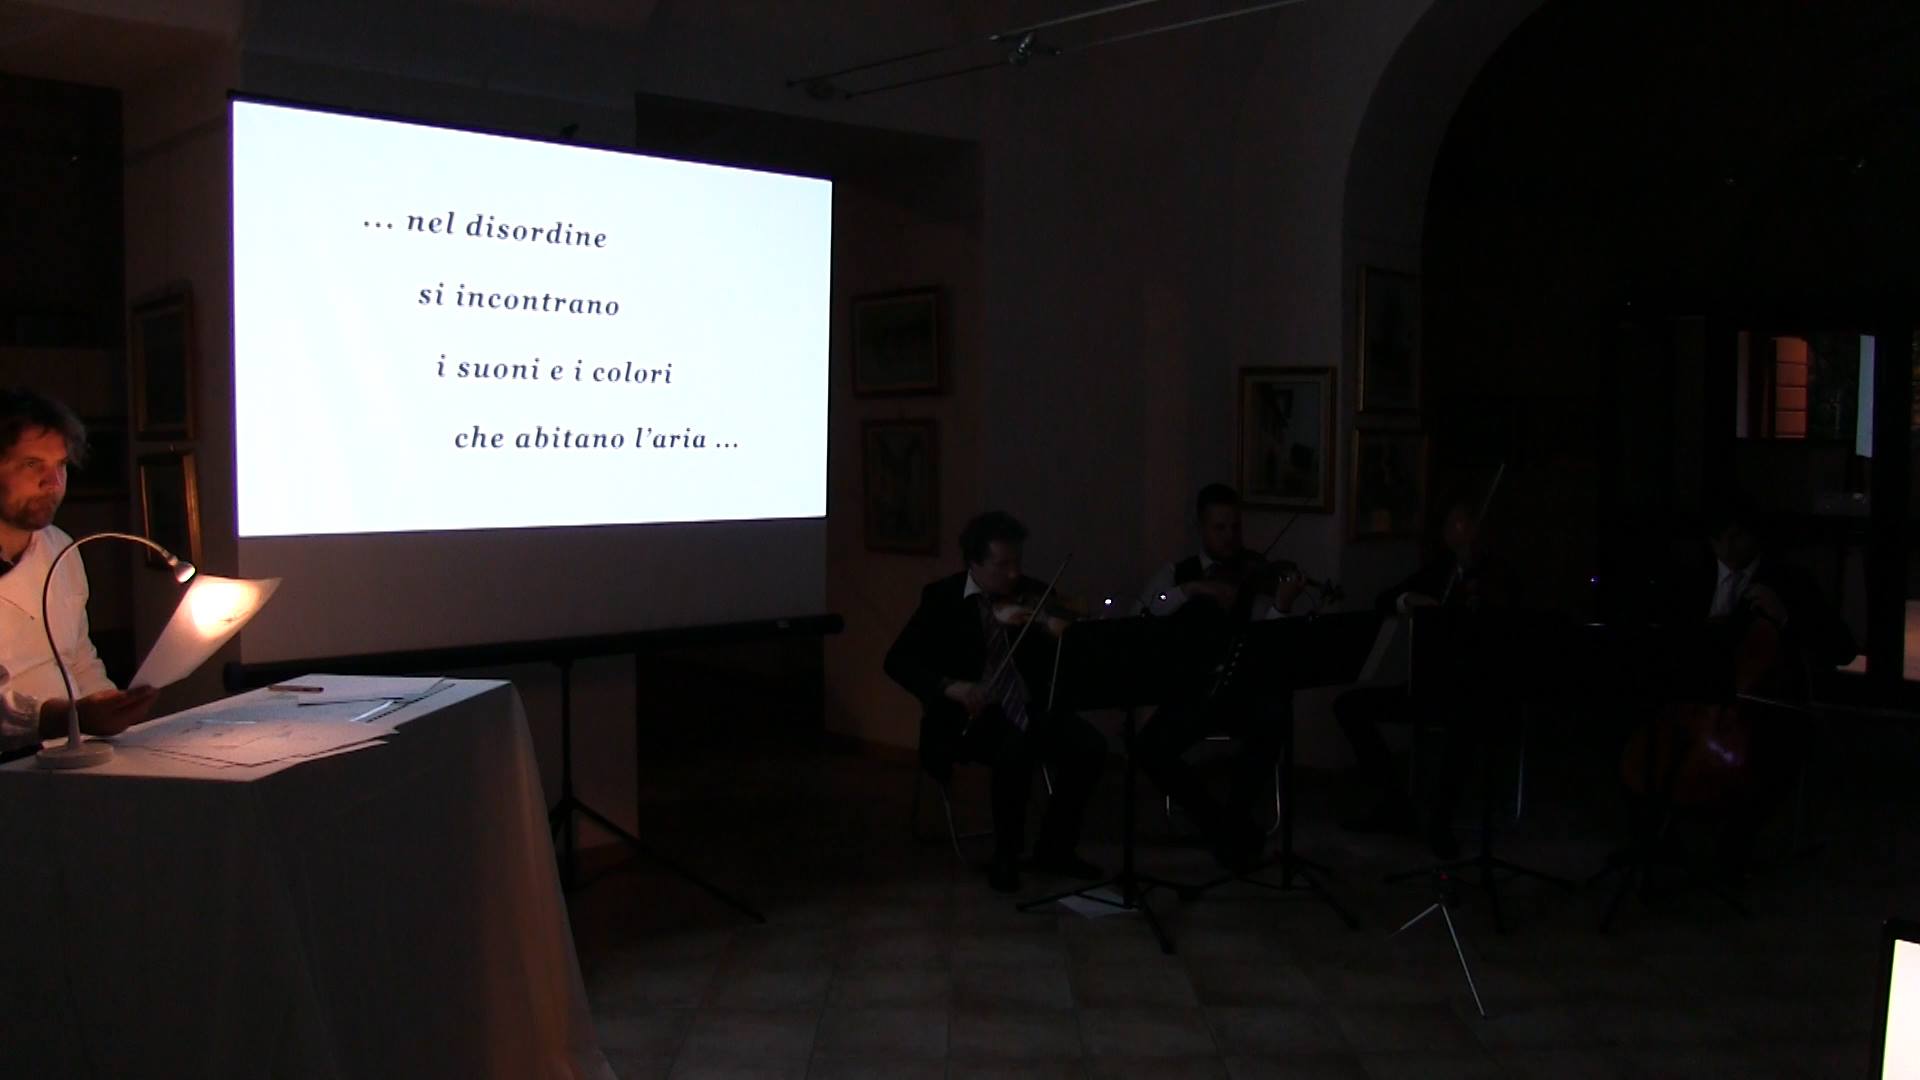 ... nel disordine
si incontrano
i suoni e i colori
che abitano l’aria ...